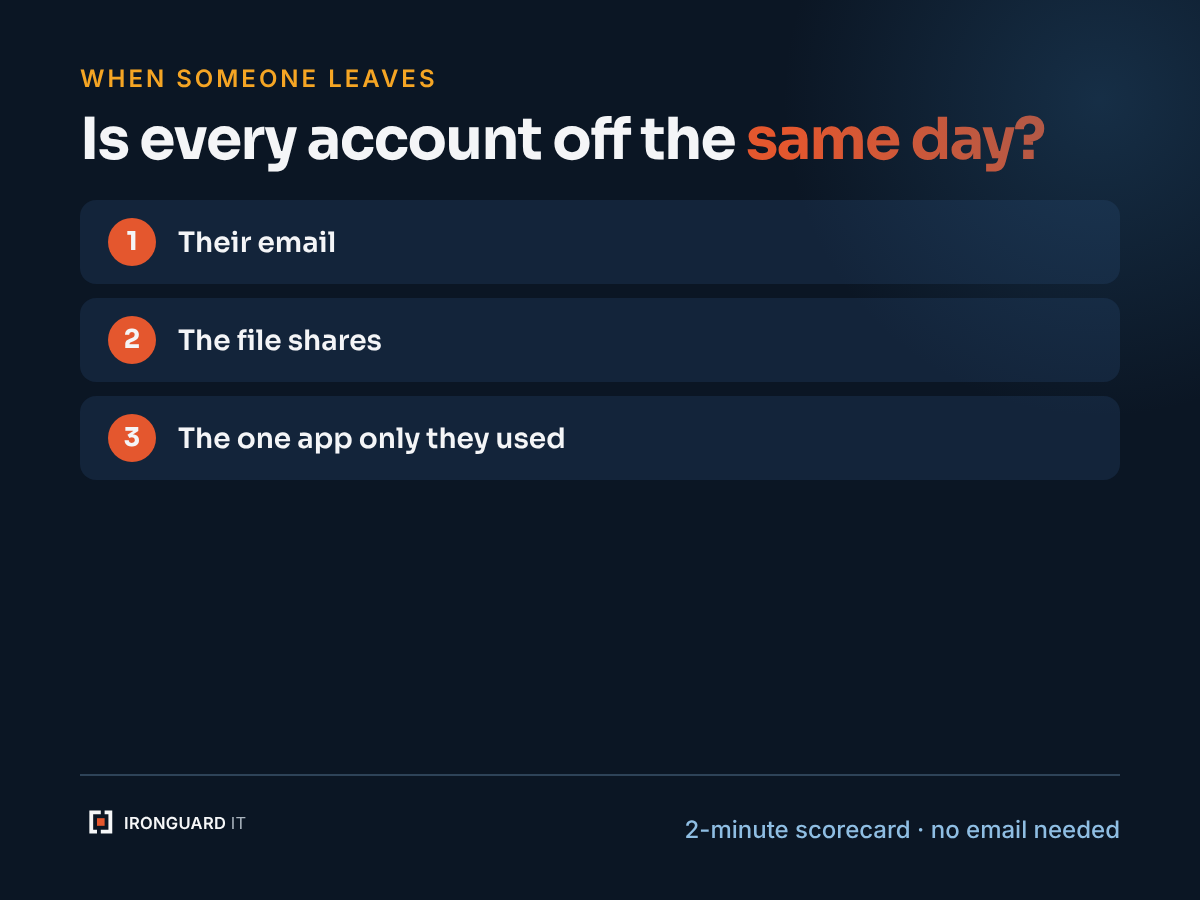 WHEN SOMEONE LEAVES
Is every account off the same day?
1 Their email
2 The file shares
3 The one app only they used
IRONGUARD IT
2-minute scorecard · no email needed